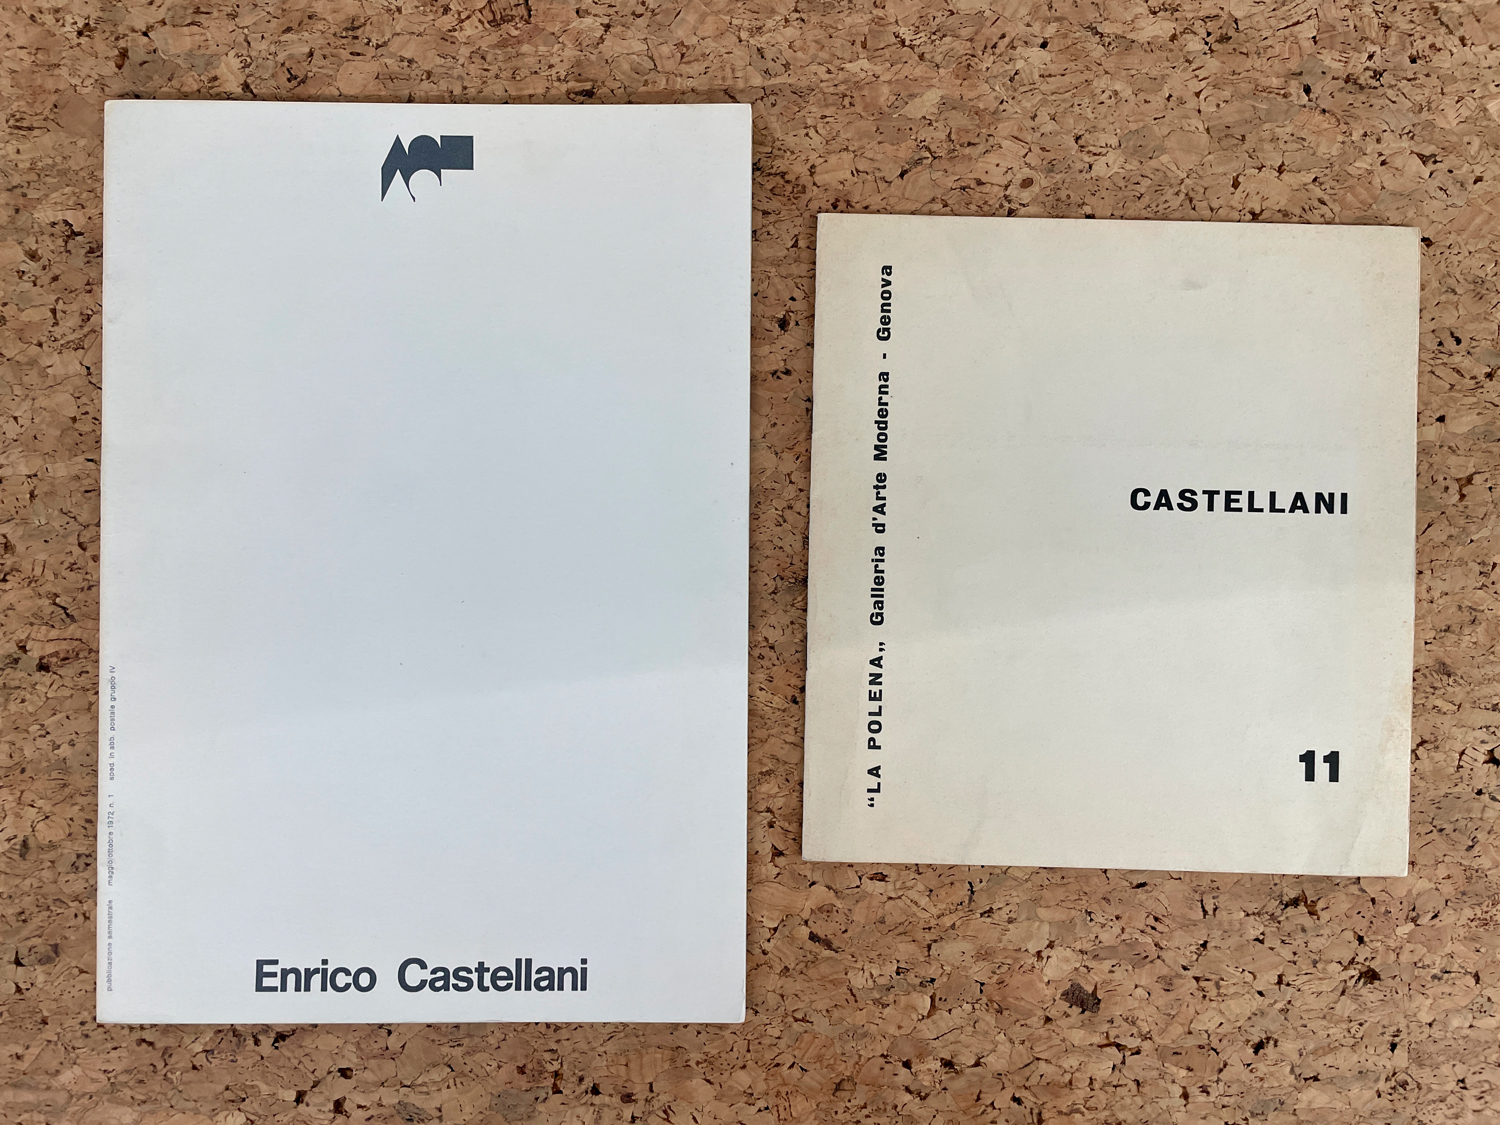 pubblicazione semestrale maggio/ottobre 1972, n. 1 sped. in abb. postale gruppo IV
Enrico Castellani
“LA POLENA„ Galleria d'Arte Moderna - Genova
CASTELLANI
11